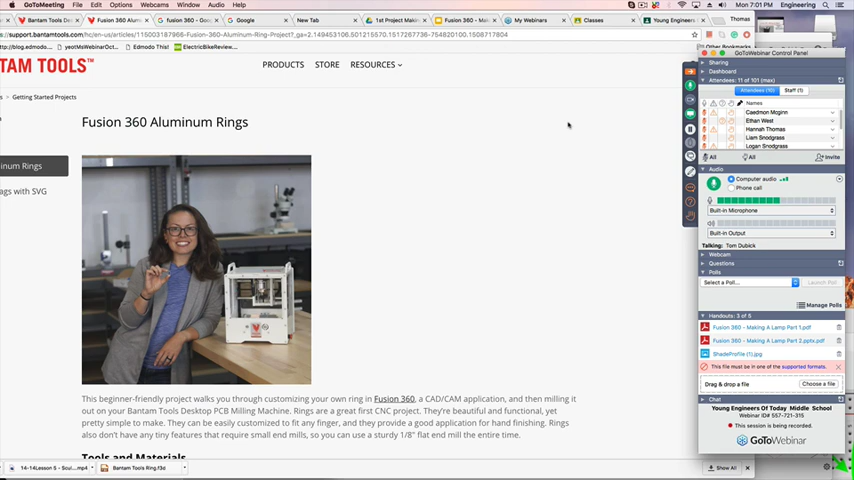 GoToMeeting File Edit Options Webcams Help
Audio
Mon 7:01 PM Engineering
Bantam Tools Deskto
Fusion 360 Alumi
fusion 360 - Goo
Google
New Tab
1st Project Making
Fusion 360 - Mak
My Webinars
Classes
Young Engineers
Thomas
support.bantamtools.com/hc/en-us/articles/115003187966-Fusion-360-Aluminum-Ring-Project?_ga=2.149453106.501215570.1517267736-754820100.1508717804
Edmodo This!
ElectricBikeReview...
Other Bookmarks
AM TOOLS™
PRODUCTS STORE RESOURCES
> Getting Started Projects
Fusion 360 Aluminum Rings
inum Rings
ags with SVG
This beginner-friendly project walks you through customizing your own ring in Fusion 360, a CAD/CAM application, and then milling it
out on your Bantam Tools Desktop PCB Milling Machine. Rings are a great first CNC project. They're beautiful and functional, yet
pretty simple to make. They can be easily customized to fit any finger, and they provide a good application for hand finishing. Rings
also don't have any tiny features that require small end mills, so you can use a sturdy 1/8" flat end mill the entire time.
Tools and Materials
14-14Lesson 5 - Scul....mp4
Bantam Tools Ring.f3d
Show All
GoToWebinar Control Panel
Sharing
Dashboard
Attendees: 11 of 101 (max)
Attendees (10) Staff (1)
Names
Caedmon Mcginn
Ethan West
Hannah Thomas
Liam Snodgrass
Logan Snodgrass
All All Invite
Audio
Computer audio
Phone call
Built-in Microphone
Built-in Output
Talking: Tom Dubick
Webcam
Questions
Polls
Select a Poll... Launch Poll
Manage Polls
Handouts: 3 of 5
Fusion 360 - Making A Lamp Part 1.pdf
Fusion 360 - Making A Lamp Part 2.pptx.pdf
ShadeProfile (1).jpg
This file must be in one of the supported formats.
Drag & drop a file Choose a file
Chat
Young Engineers Of Today Middle School
Webinar ID# 557-721-315
This session is being recorded.
GoToWebinar